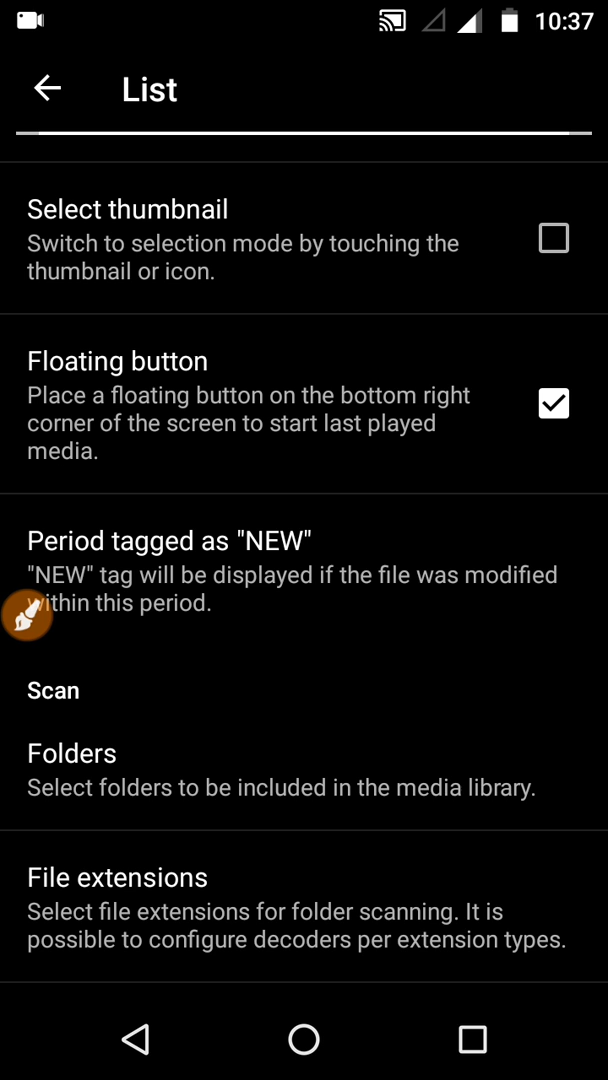 10:37
List
Select thumbnail
Switch to selection mode by touching the
thumbnail or icon.
Floating button
Place a floating button on the bottom right
corner of the screen to start last played
media.
Period tagged as "NEW"
"NEW" tag will be displayed if the file was modified
within this period.
Scan
Folders
Select folders to be included in the media library.
File extensions
Select file extensions for folder scanning. It is
possible to configure decoders per extension types.